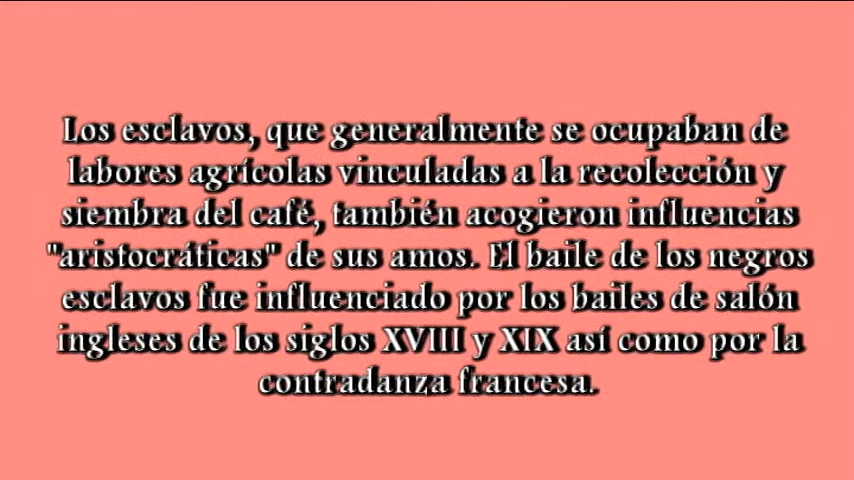 Los esclavos, que generalmente se ocupaban de
labores agrícolas vinculadas a la recolección y
siembra del café, también acogieron influencias
"aristocráticas" de sus amos. El baile de los negros
esclavos fue influenciado por los bailes de salón
ingleses de los siglos XVIII y XIX así como por la
contradanza francesa.